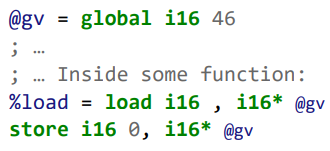 @gv = global i16 46
; …
; … Inside some function:
%load = load i16 , i16* @gv
store i16 0, i16* @gv